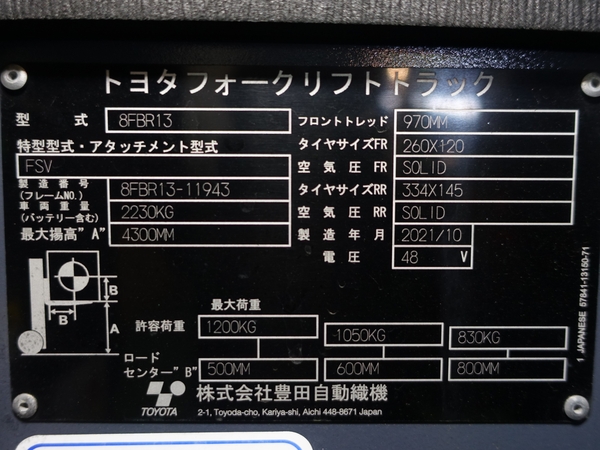 トヨタフォークリフトトラック
型 式 8FBR13
特型型式・アタッチメント型式
FSV
製造番号(フレームNO.) 8FBR13-11943
車両重量(バッテリー含む) 2230KG
最大揚高"A" 4300MM
フロントトレッド 970MM
タイヤサイズFR 260X120
空気圧 FR SOLID
タイヤサイズRR 334X145
空気圧 RR SOLID
製造年月 2021/10
電圧 48 V
B
B
A
最大荷重
許容荷重 1200KG 1050KG 830KG
ロードセンター"B" 500MM 600MM 800MM
TOYOTA
株式会社豊田自動織機
2-1, Toyoda-cho, Kariya-shi, Aichi 448-8671 Japan
1 JAPANESE 57841-13150-71